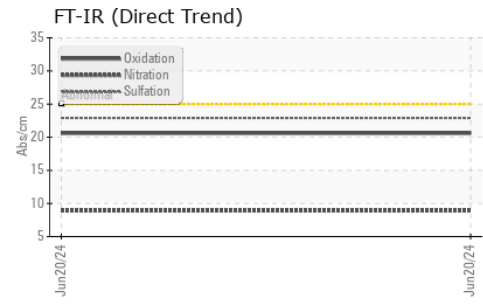 FT-IR (Direct Trend)
Abs/cm
35
30
25
20
15
10
5
Oxidation
Nitration
Sulfation
Abnormal
Jun20/24
Jun20/24